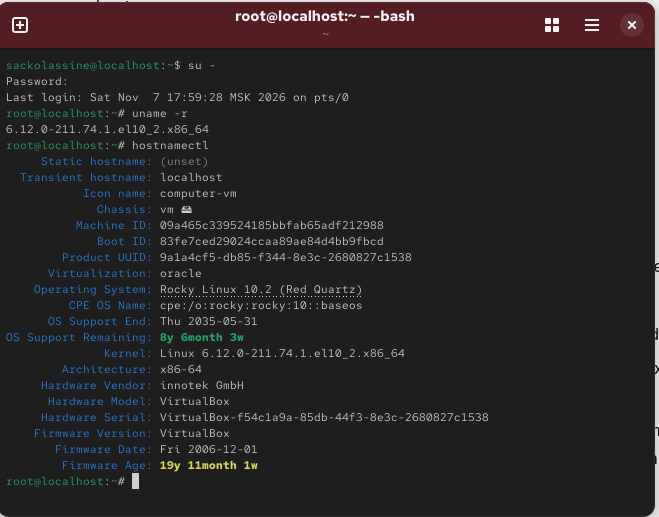 root@localhost:~ — -bash
~
sackolassine@localhost:~$ su -
Password:
Last login: Sat Nov  7 17:59:28 MSK 2026 on pts/0
root@localhost:~# uname -r
6.12.0-211.74.1.el10_2.x86_64
root@localhost:~# hostnamectl
     Static hostname: (unset)
  Transient hostname: localhost
           Icon name: computer-vm
             Chassis: vm 🖴
          Machine ID: 09a465c339524185bbfab65adf212988
             Boot ID: 83fe7ced29024ccaa89ae84d4bb9fbcd
        Product UUID: 9a1a4cf5-db85-f344-8e3c-2680827c1538
      Virtualization: oracle
    Operating System: Rocky Linux 10.2 (Red Quartz)
         CPE OS Name: cpe:/o:rocky:rocky:10::baseos
      OS Support End: Thu 2035-05-31
OS Support Remaining: 8y 6month 3w
              Kernel: Linux 6.12.0-211.74.1.el10_2.x86_64
        Architecture: x86-64
     Hardware Vendor: innotek GmbH
      Hardware Model: VirtualBox
     Hardware Serial: VirtualBox-f54c1a9a-85db-44f3-8e3c-2680827c1538
    Firmware Version: VirtualBox
       Firmware Date: Fri 2006-12-01
        Firmware Age: 19y 11month 1w
root@localhost:~#